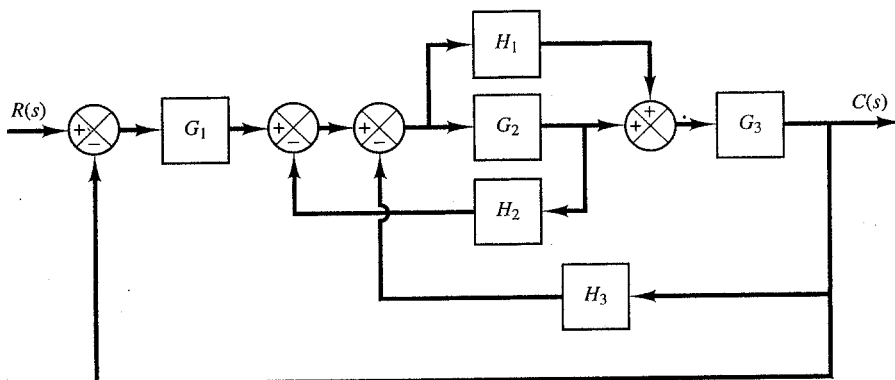 H₁
R(s)
C(s)
+
−
G₁
+
−
+
−
G₂
+
+
G₃
H₂
H₃